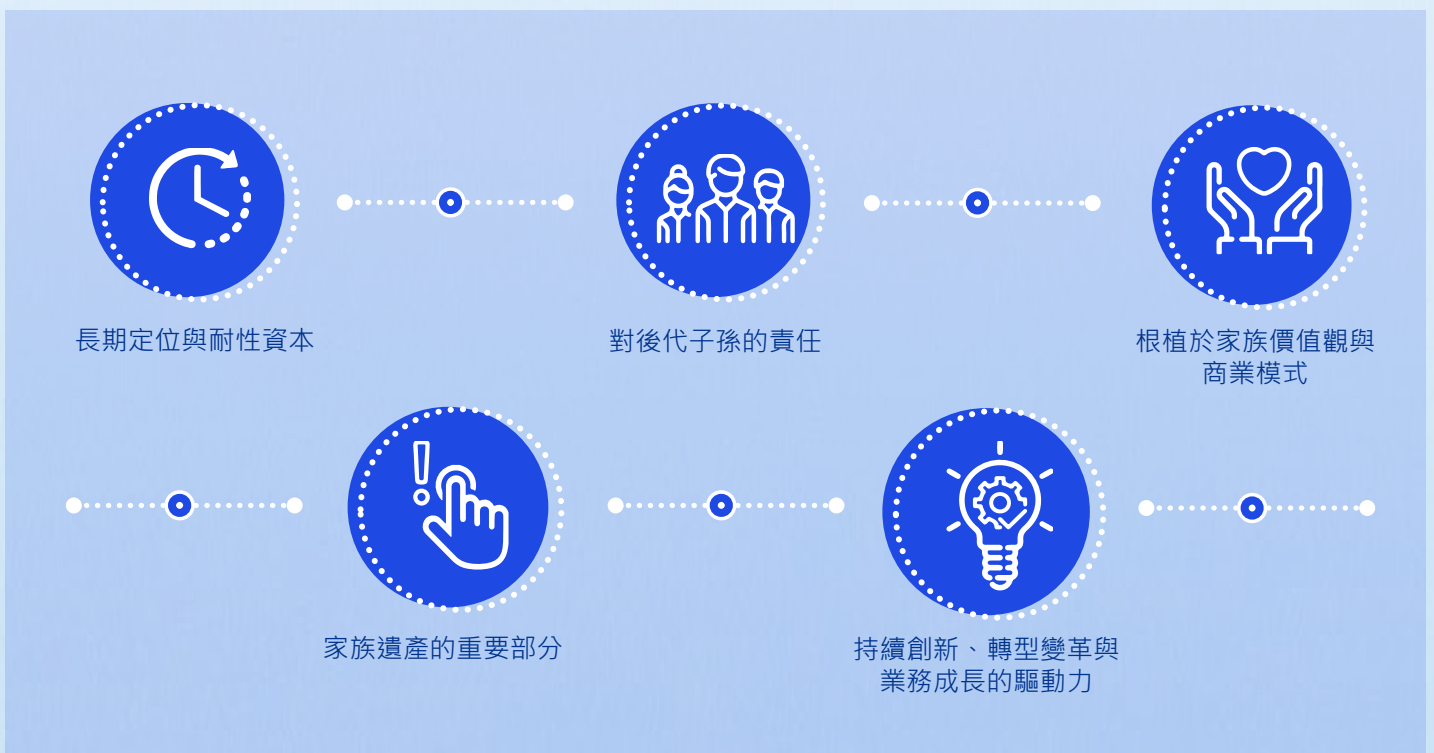 長期定位與耐性資本
對後代子孫的責任
根植於家族價值觀與
商業模式
家族遺產的重要部分
持續創新、轉型變革與
業務成長的驅動力